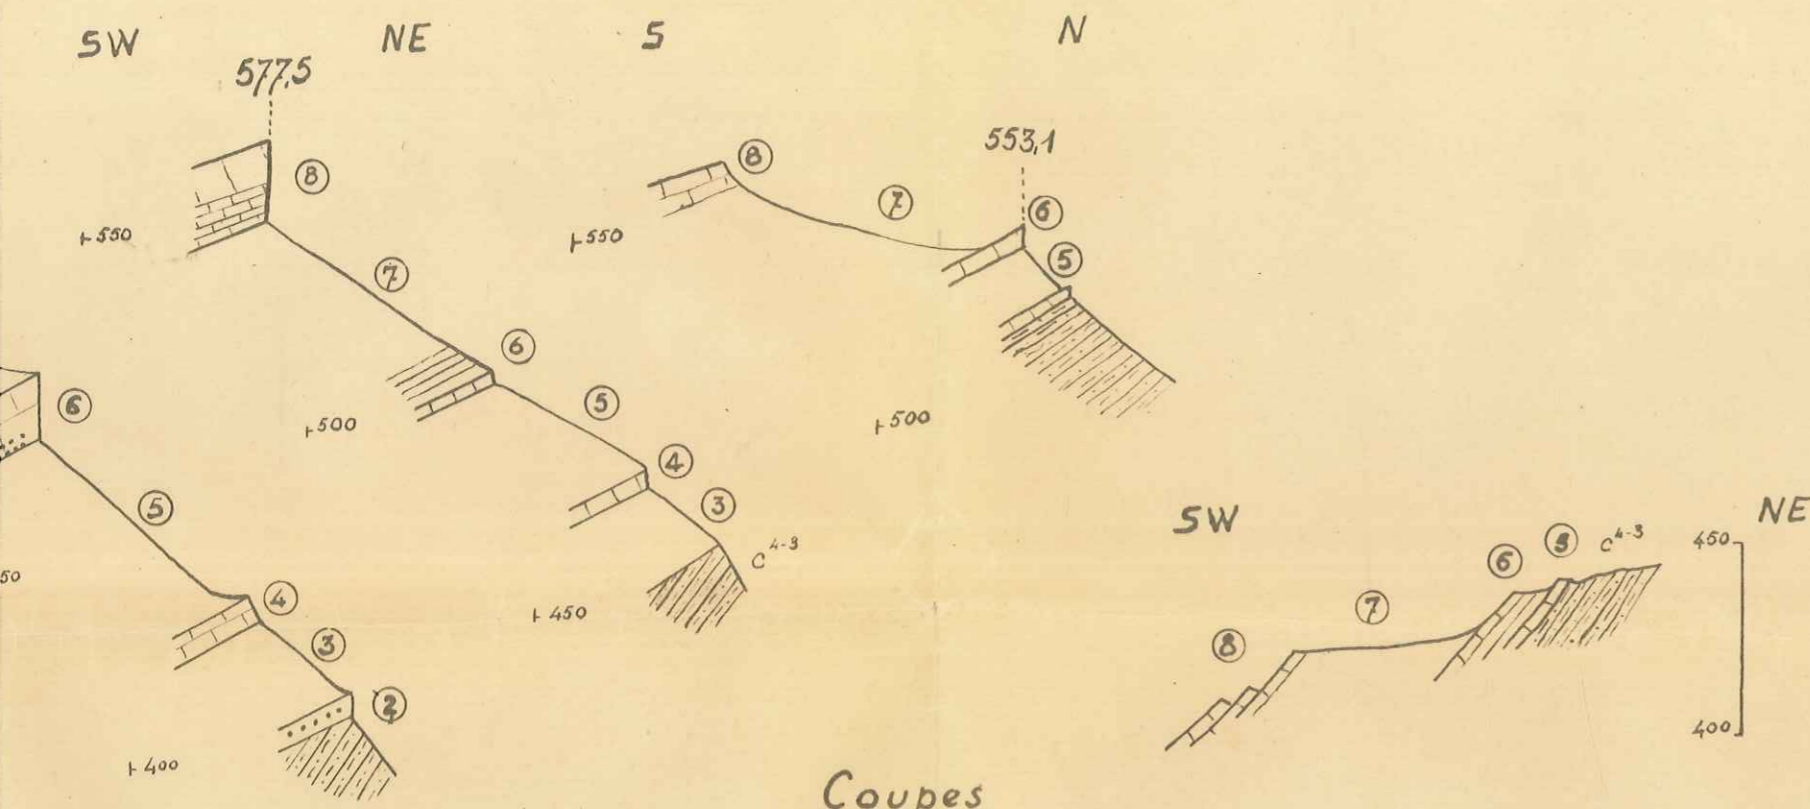 SW NE S N
577,5
553,1
⑧ ⑧
⑦ ⑥
+550 +550
⑦ ⑤
⑥
⑥ ⑤
+500 +500
④
⑤ ③
SW NE
C⁴⁻³
⑥ ⑤ C⁴⁻³ 450
50 ④ +450 ⑦
③ ⑧
②
+400 400
Coupes